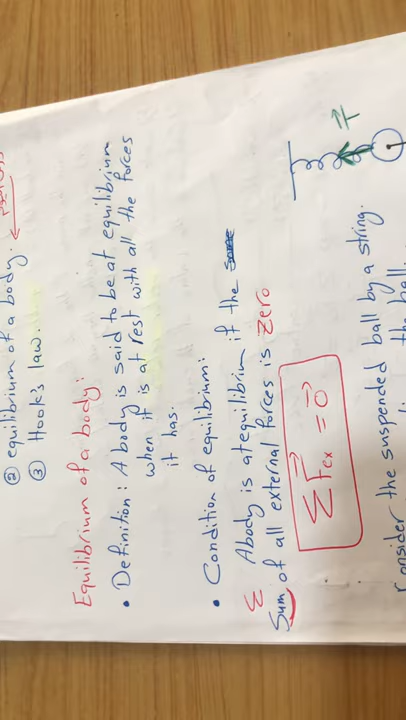 ② equilibrium of a body.
③ Hook's law.
Equilibrium of a body:
• Definition: A body is said to be at equilibrium
when it is at rest with all the forces
it has.
• Condition of equilibrium:
Σ A body is at equilibrium if the
Sum of all external forces is Zero
ΣF⃗ex = 0⃗
T⃗
Consider the suspended ball by a string.
the ball.